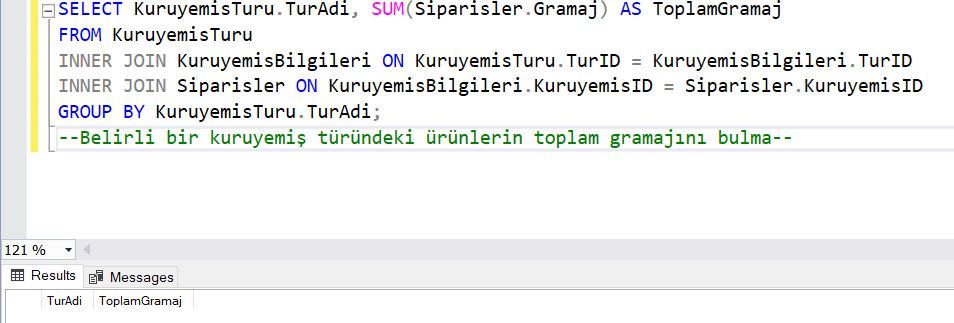 SELECT KuruyemisTuru.TurAdi, SUM(Siparisler.Gramaj) AS ToplamGramaj
FROM KuruyemisTuru
INNER JOIN KuruyemisBilgileri ON KuruyemisTuru.TurID = KuruyemisBilgileri.TurID
INNER JOIN Siparisler ON KuruyemisBilgileri.KuruyemisID = Siparisler.KuruyemisID
GROUP BY KuruyemisTuru.TurAdi;
--Belirli bir kuruyemiş türündeki ürünlerin toplam gramajını bulma--
121 %
Results Messages
TurAdi ToplamGramaj